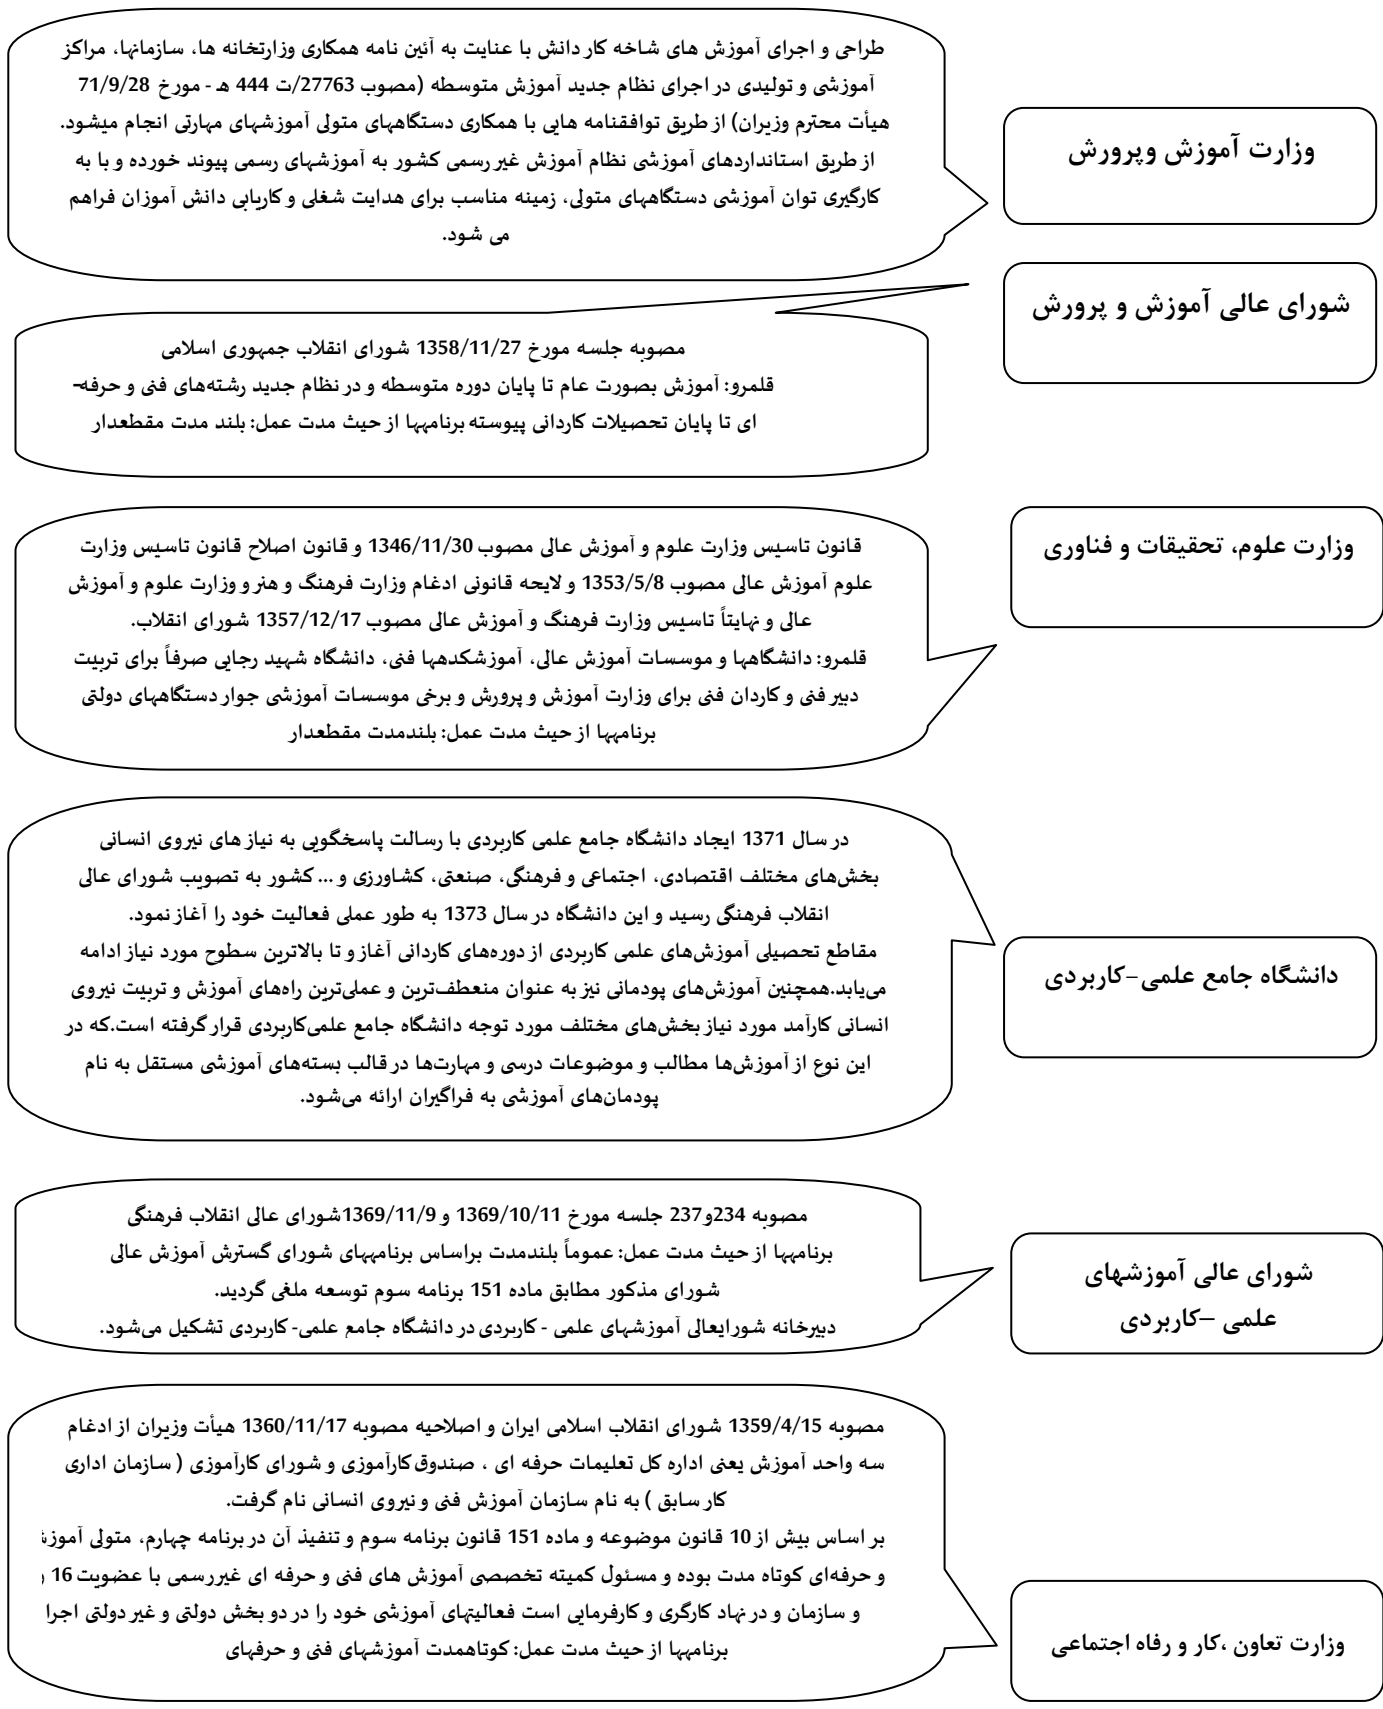 وزارت آموزش وپرورش
طراحی و اجرای آموزش های شاخه کار دانش با عنایت به آئین نامه همکاری وزارتخانه ها، سازمانها، مراکز
آموزشی و تولیدی در اجرای نظام جدید آموزش متوسطه (مصوب 27763/ت 444 هـ - مورخ 71/9/28
هیأت محترم وزیران) از طریق توافقنامه هایی با همکاری دستگاههای متولی آموزشهای مهارتی انجام میشود.
از طریق استانداردهای آموزشی نظام آموزش غیر رسمی کشور به آموزشهای رسمی پیوند خورده و با به
کارگیری توان آموزشی دستگاههای متولی، زمینه مناسب برای هدایت شغلی و کاریابی دانش آموزان فراهم
می شود.
شورای عالی آموزش و پرورش
مصوبه جلسه مورخ 1358/11/27 شورای انقلاب جمهوری اسلامی
قلمرو: آموزش بصورت عام تا پایان دوره متوسطه و در نظام جدید رشته‌های فنی و حرفه-
ای تا پایان تحصیلات کاردانی پیوسته برنامهها از حیث مدت عمل: بلند مدت مقطعدار
وزارت علوم، تحقیقات و فناوری
قانون تاسیس وزارت علوم و آموزش عالی مصوب 1346/11/30 و قانون اصلاح قانون تاسیس وزارت
علوم آموزش عالی مصوب 1353/5/8 و لایحه قانونی ادغام وزارت فرهنگ و هنر و وزارت علوم و آموزش
عالی و نهایتاً تاسیس وزارت فرهنگ و آموزش عالی مصوب 1357/12/17 شورای انقلاب.
قلمرو: دانشگاهها و موسسات آموزش عالی، آموزشکدهها فنی، دانشگاه شهید رجایی صرفاً برای تربیت
دبیر فنی و کاردان فنی برای وزارت آموزش و پرورش و برخی موسسات آموزشی جوار دستگاههای دولتی
برنامهها از حیث مدت عمل: بلندمدت مقطعدار
دانشگاه جامع علمی-کاربردی
در سال 1371 ایجاد دانشگاه جامع علمی کاربردی با رسالت پاسخگویی به نیاز های نیروی انسانی
بخش‌های مختلف اقتصادی، اجتماعی و فرهنگی، صنعتی، کشاورزی و ... کشور به تصویب شورای عالی
انقلاب فرهنگی رسید و این دانشگاه در سال 1373 به طور عملی فعالیت خود را آغاز نمود.
مقاطع تحصیلی آموزش‌های علمی کاربردی از دوره‌های کاردانی آغاز و تا بالاترین سطوح مورد نیاز ادامه
می‌یابد.همچنین آموزش‌های پودمانی نیز به عنوان منعطف‌ترین و عملی‌ترین راه‌های آموزش و تربیت نیروی
انسانی کارآمد مورد نیاز بخش‌های مختلف مورد توجه دانشگاه جامع علمی‌کاربردی قرار گرفته است.که در
این نوع از آموزش‌ها مطالب و موضوعات درسی و مهارت‌ها در قالب بسته‌های آموزشی مستقل به نام
پودمان‌های آموزشی به فراگیران ارائه می‌شود.
شورای عالی آموزشهای
علمی –کاربردی
مصوبه 234و237 جلسه مورخ 1369/10/11 و 1369/11/9شورای عالی انقلاب فرهنگی
برنامهها از حیث مدت عمل: عموماً بلندمدت براساس برنامههای شورای گسترش آموزش عالی
شورای مذکور مطابق ماده 151 برنامه سوم توسعه ملغی گردید.
دبیرخانه شورایعالی آموزشهای علمی - کاربردی در دانشگاه جامع علمی- کاربردی تشکیل می‌شود.
وزارت تعاون ،کار و رفاه اجتماعی
مصوبه 1359/4/15 شورای انقلاب اسلامی ایران و اصلاحیه مصوبه 1360/11/17 هیأت وزیران از ادغام
سه واحد آموزش یعنی اداره کل تعلیمات حرفه ای ، صندوق کارآموزی و شورای کارآموزی ( سازمان اداری
کار سابق ) به نام سازمان آموزش فنی و نیروی انسانی نام گرفت.
بر اساس بیش از 10 قانون موضوعه و ماده 151 قانون برنامه سوم و تنفیذ آن در برنامه چهارم، متولی
و حرفه‌ای کوتاه مدت بوده و مسئول کمیته تخصصی آموزش های فنی و حرفه ای غیررسمی با عضویت 16
و سازمان و در نهاد کارگری و کارفرمایی است فعالیتهای آموزشی خود را در دو بخش دولتی و غیر دولتی اجرا
برنامهها از حیث مدت عمل: کوتاهمدت آموزشهای فنی و حرفهای